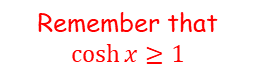 Remember that
cosh x ≥ 1